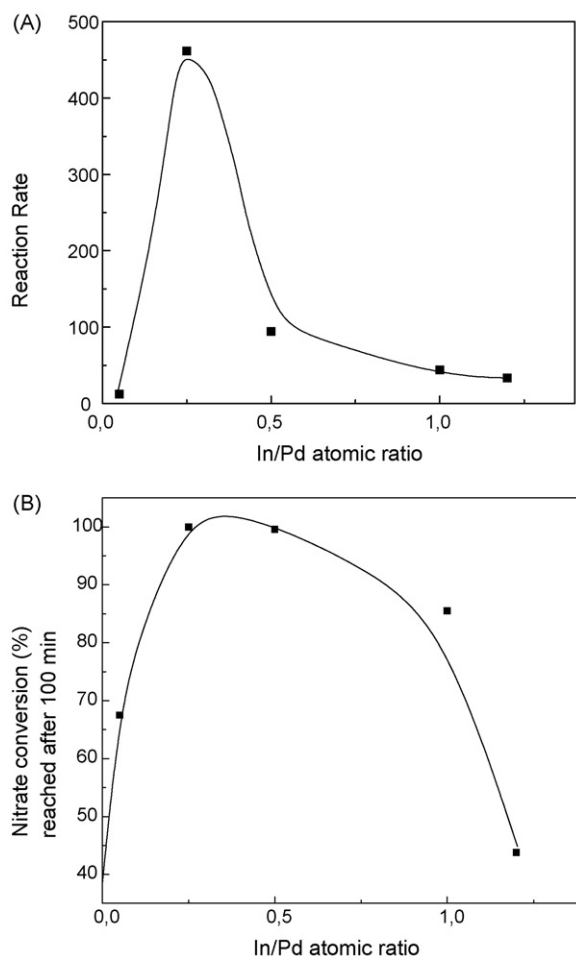 (A)
500
400
300
200
100
0
0,0
0,5
1,0
Reaction Rate
In/Pd atomic ratio
(B)
100
90
80
70
60
50
40
0,0
0,5
1,0
Nitrate conversion (%)
reached after 100 min
In/Pd atomic ratio